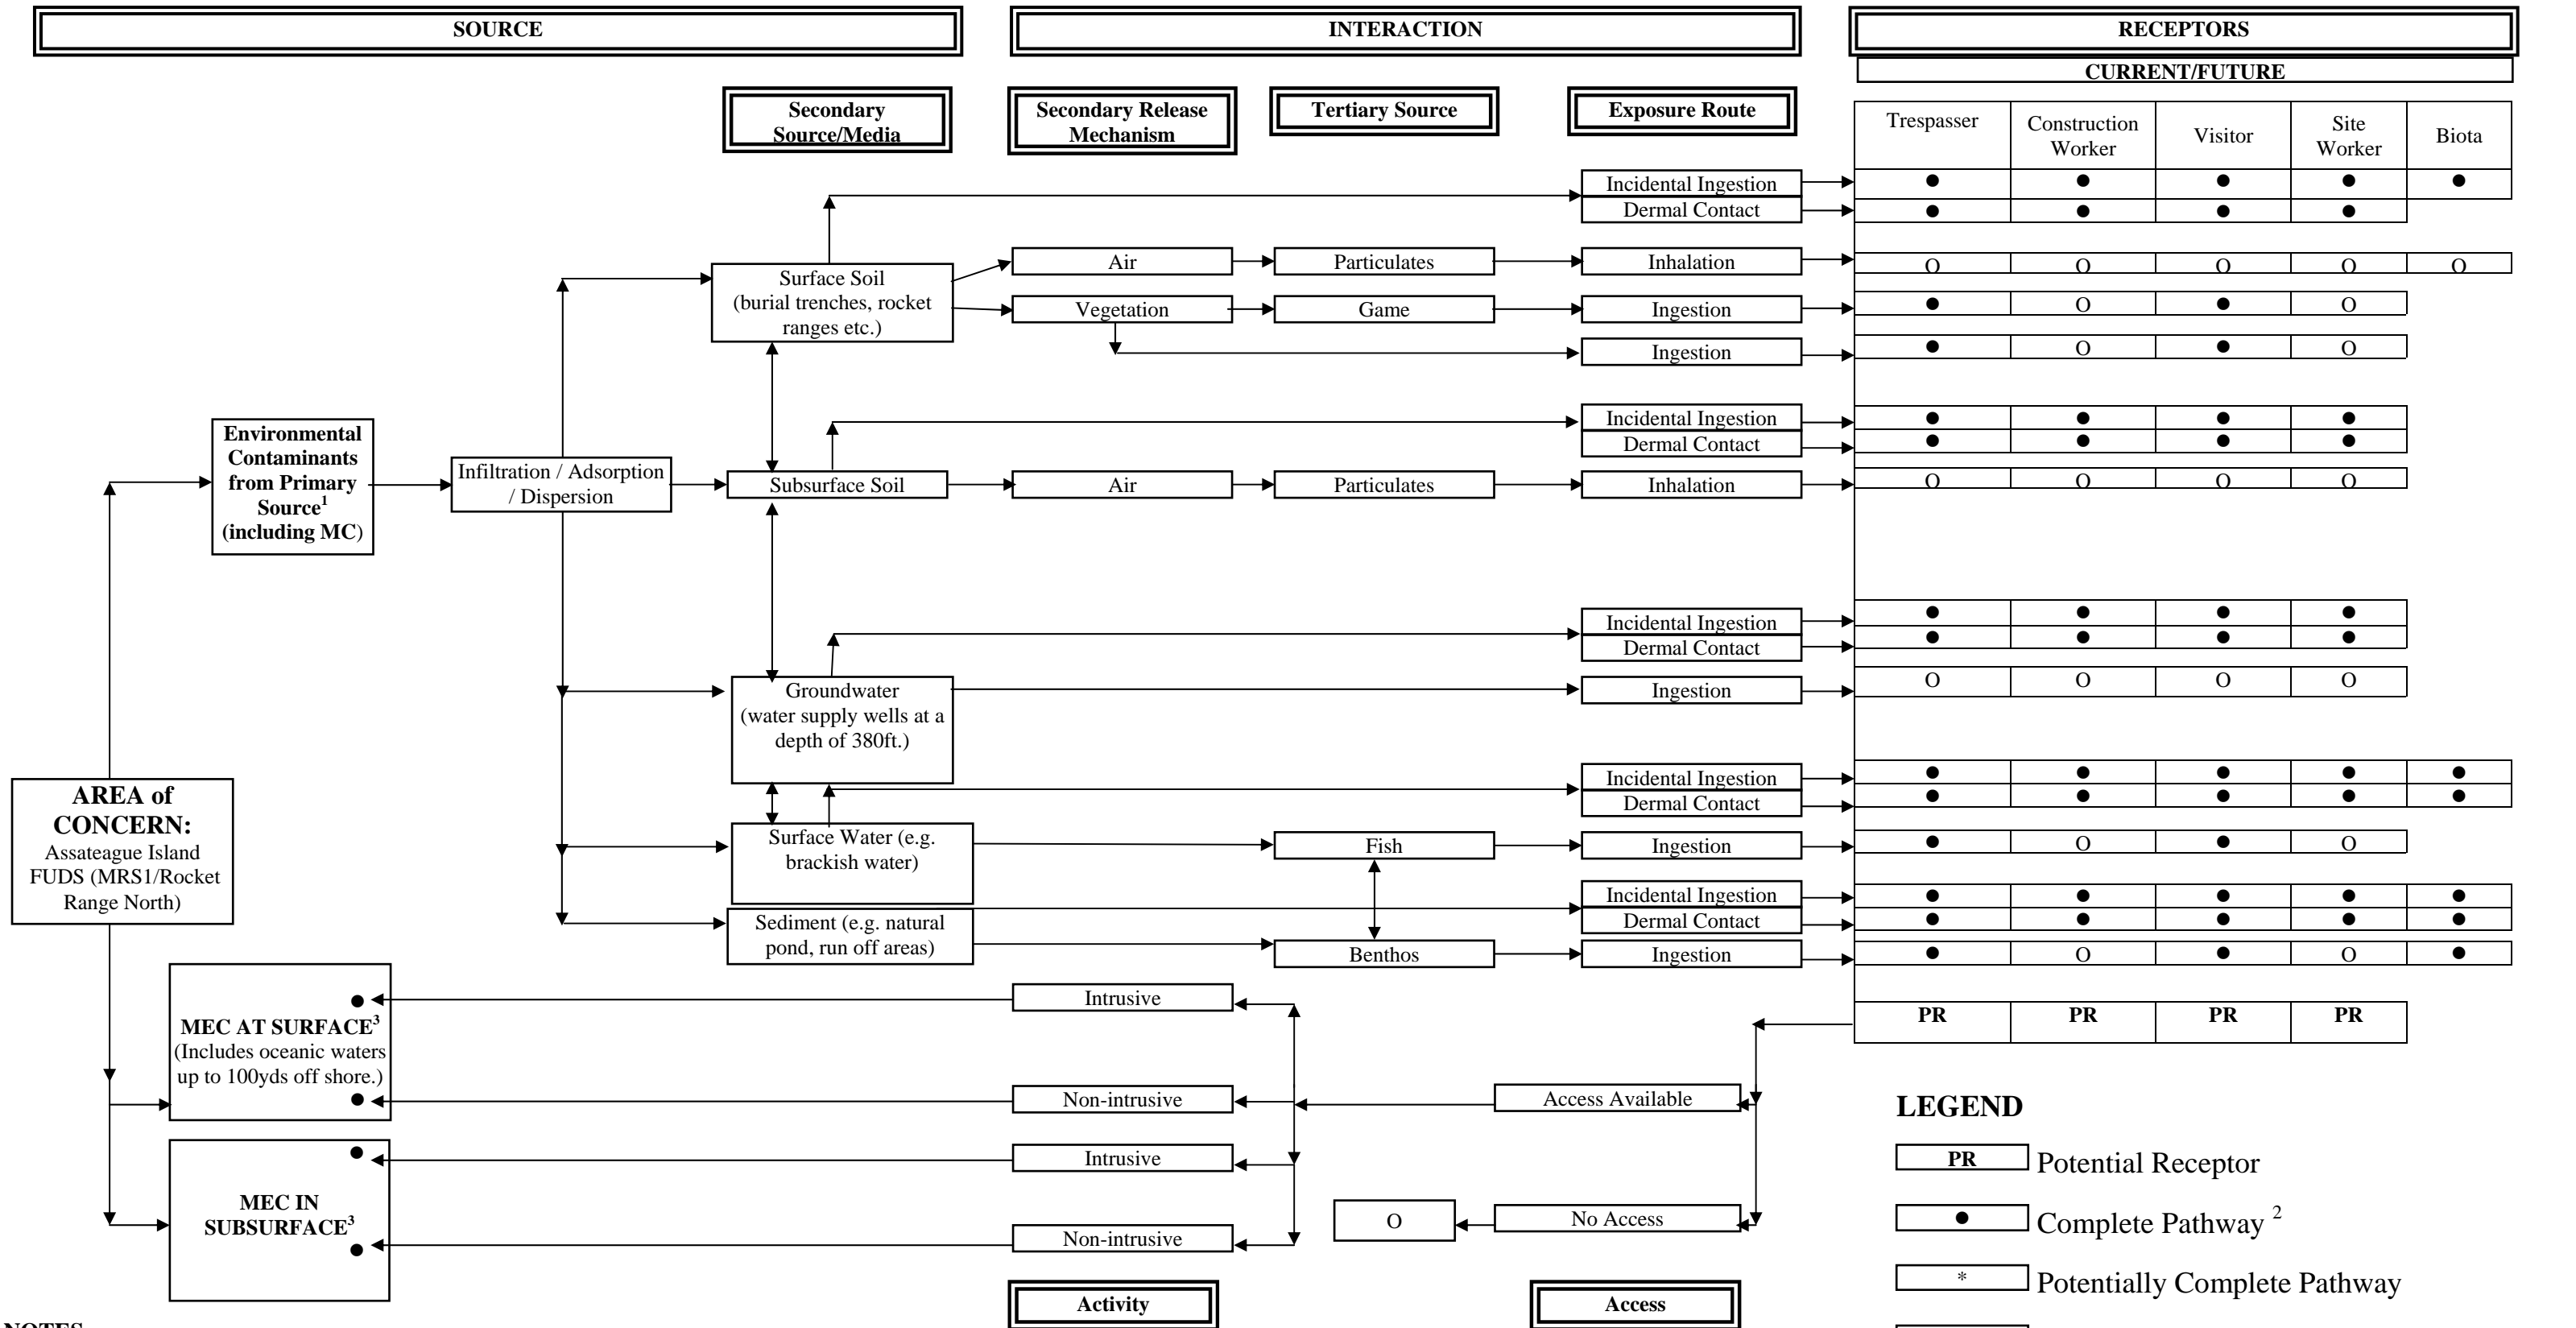 SOURCE
INTERACTION
RECEPTORS
CURRENT/FUTURE
Secondary
Source/Media
Secondary Release
Mechanism
Tertiary Source
Exposure Route
Trespasser
Construction
Worker
Visitor
Site
Worker
Biota
Incidental Ingestion ● ● ● ● ●
Dermal Contact ● ● ● ●
Surface Soil
(burial trenches, rocket
ranges etc.)
Air
Particulates
Inhalation
O O O O O
Vegetation
Game
Ingestion
● O ● O
Ingestion
● O ● O
Environmental
Contaminants
from Primary
Source1
(including MC)
Infiltration / Adsorption
/ Dispersion
Incidental Ingestion ● ● ● ●
Dermal Contact ● ● ● ●
Subsurface Soil
Air
Particulates
Inhalation
O O O O
Incidental Ingestion ● ● ● ●
Dermal Contact ● ● ● ●
Groundwater
(water supply wells at a
depth of 380ft.)
Ingestion
O O O O
AREA of
CONCERN:
Assateague Island
FUDS (MRS1/Rocket
Range North)
Incidental Ingestion ● ● ● ● ●
Dermal Contact ● ● ● ● ●
Surface Water (e.g.
brackish water)
Fish
Ingestion
● O ● O
Incidental Ingestion ● ● ● ● ●
Dermal Contact ● ● ● ● ●
Sediment (e.g. natural
pond, run off areas)
Benthos
Ingestion
● O ● O ●
PR PR PR PR
●
MEC AT SURFACE3
(Includes oceanic waters
up to 100yds off shore.)
●
Intrusive
Non-intrusive
Access Available
●
MEC IN
SUBSURFACE3
●
Intrusive
Non-intrusive
O
No Access
Activity
Access
LEGEND
PR Potential Receptor
● Complete Pathway 2
* Potentially Complete Pathway
NOTES